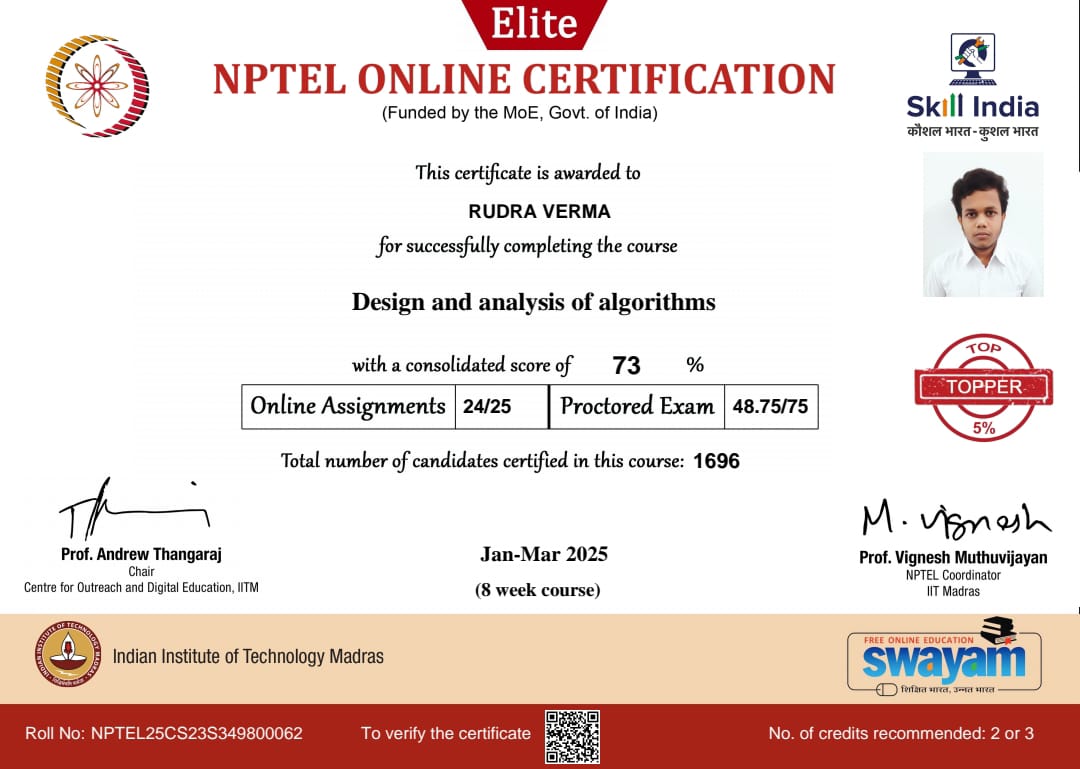 Elite
NPTEL ONLINE CERTIFICATION
(Funded by the MoE, Govt. of India)
Skill India
कौशल भारत - कुशल भारत
This certificate is awarded to
RUDRA VERMA
for successfully completing the course
Design and analysis of algorithms
with a consolidated score of 73 %
Online Assignments 24/25 Proctored Exam 48.75/75
TOP
TOPPER
5%
Total number of candidates certified in this course: 1696
M. Vignesh
Prof. Andrew Thangaraj
Chair
Centre for Outreach and Digital Education, IITM
Jan-Mar 2025
(8 week course)
Prof. Vignesh Muthuvijayan
NPTEL Coordinator
IIT Madras
INDIAN INSTITUTE OF TECHNOLOGY MADRAS
Indian Institute of Technology Madras
FREE ONLINE EDUCATION
swayam
शिक्षित भारत, उन्नत भारत
Roll No: NPTEL25CS23S349800062
To verify the certificate
No. of credits recommended: 2 or 3